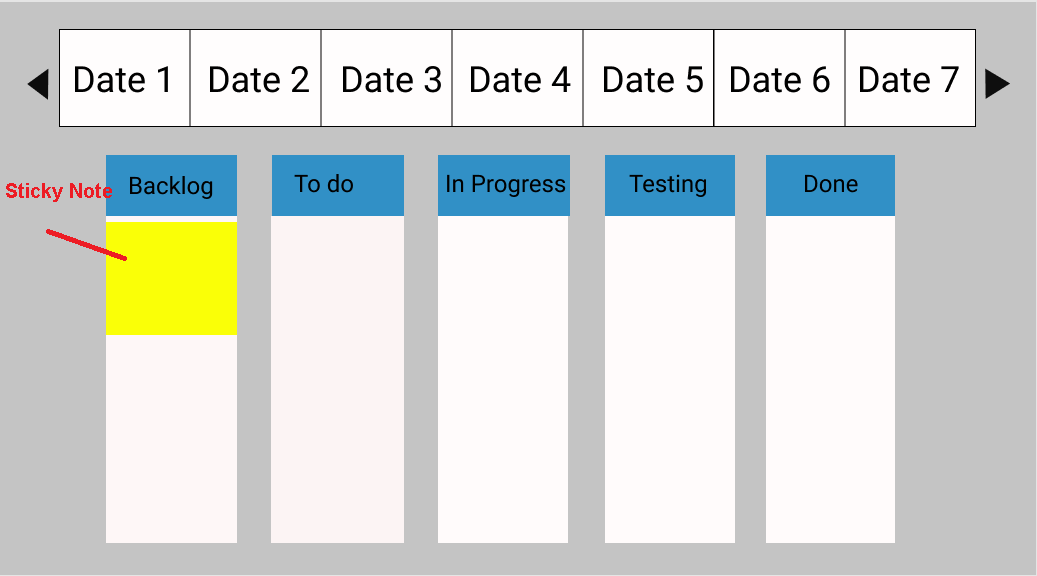 Date 1 Date 2 Date 3 Date 4 Date 5 Date 6 Date 7
Sticky Note
Backlog
To do
In Progress
Testing
Done